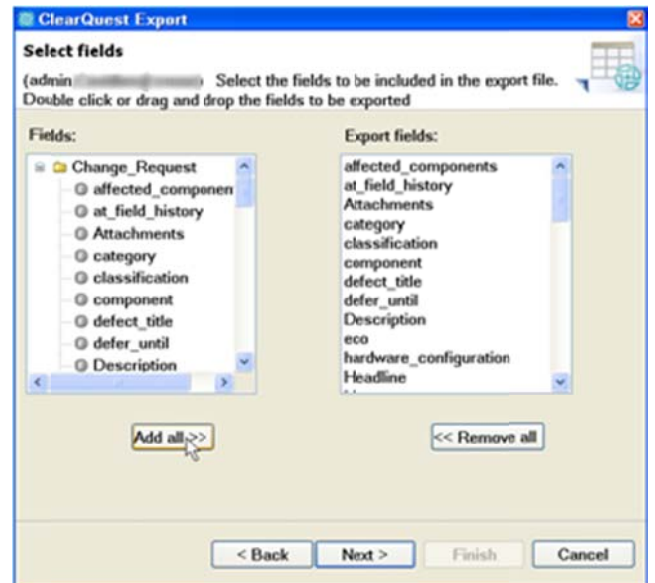 ClearQuest Export
Select fields
(admin Select the fields to be included in the export file.
Double click or drag and drop the fields to be exported
Fields:
Export fields:
Change_Request
affected_componen
at_field_history
Attachments
category
classification
component
defect_title
defer_until
Description
affected_components
at_field_history
Attachments
category
classification
component
defect_title
defer_until
Description
eco
hardware_configuration
Headline
Add all >>
<< Remove all
< Back
Next >
Finish
Cancel